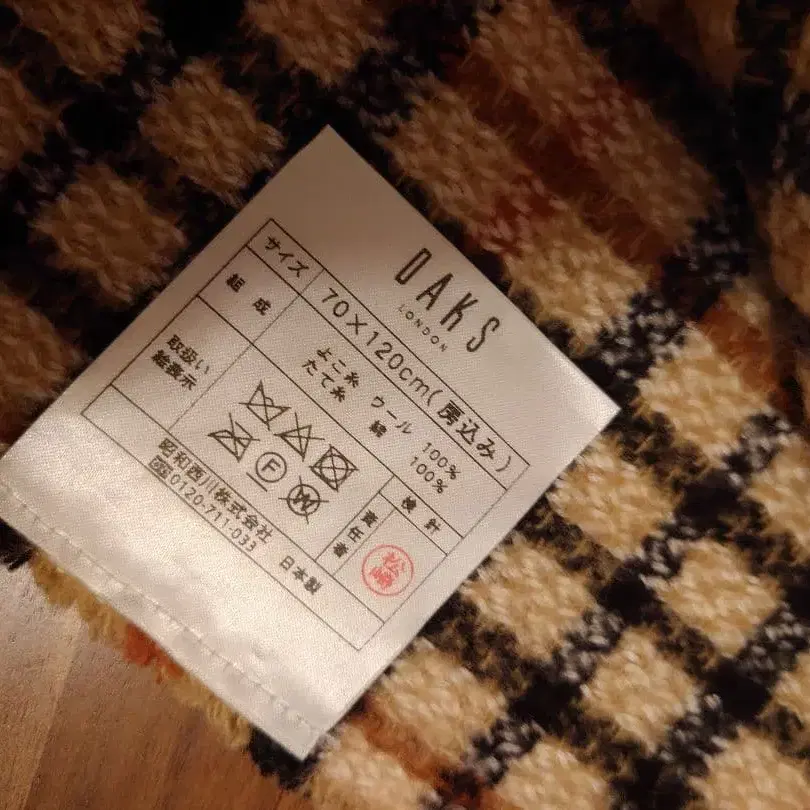 DAKS
LONDON
サイズ 70×120cm(房込み)
組成 よこ糸 ウール 100%
たて糸 綿 100%
取扱い
絵表示
F
W
検針
責任者
松﨑
昭和西川株式会社
0120-711-033 日本製